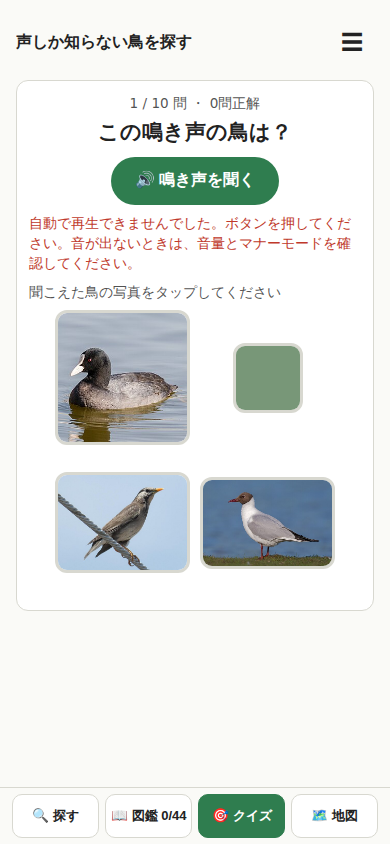 声しか知らない鳥を探す
☰
1 / 10 問 ・ 0問正解
この鳴き声の鳥は？
🔊 鳴き声を聞く
自動で再生できませんでした。ボタンを押してくだ
さい。音が出ないときは、音量とマナーモードを確
認してください。
聞こえた鳥の写真をタップしてください
🔍 探す
📖 図鑑 0/44
🎯 クイズ
🗺️ 地図